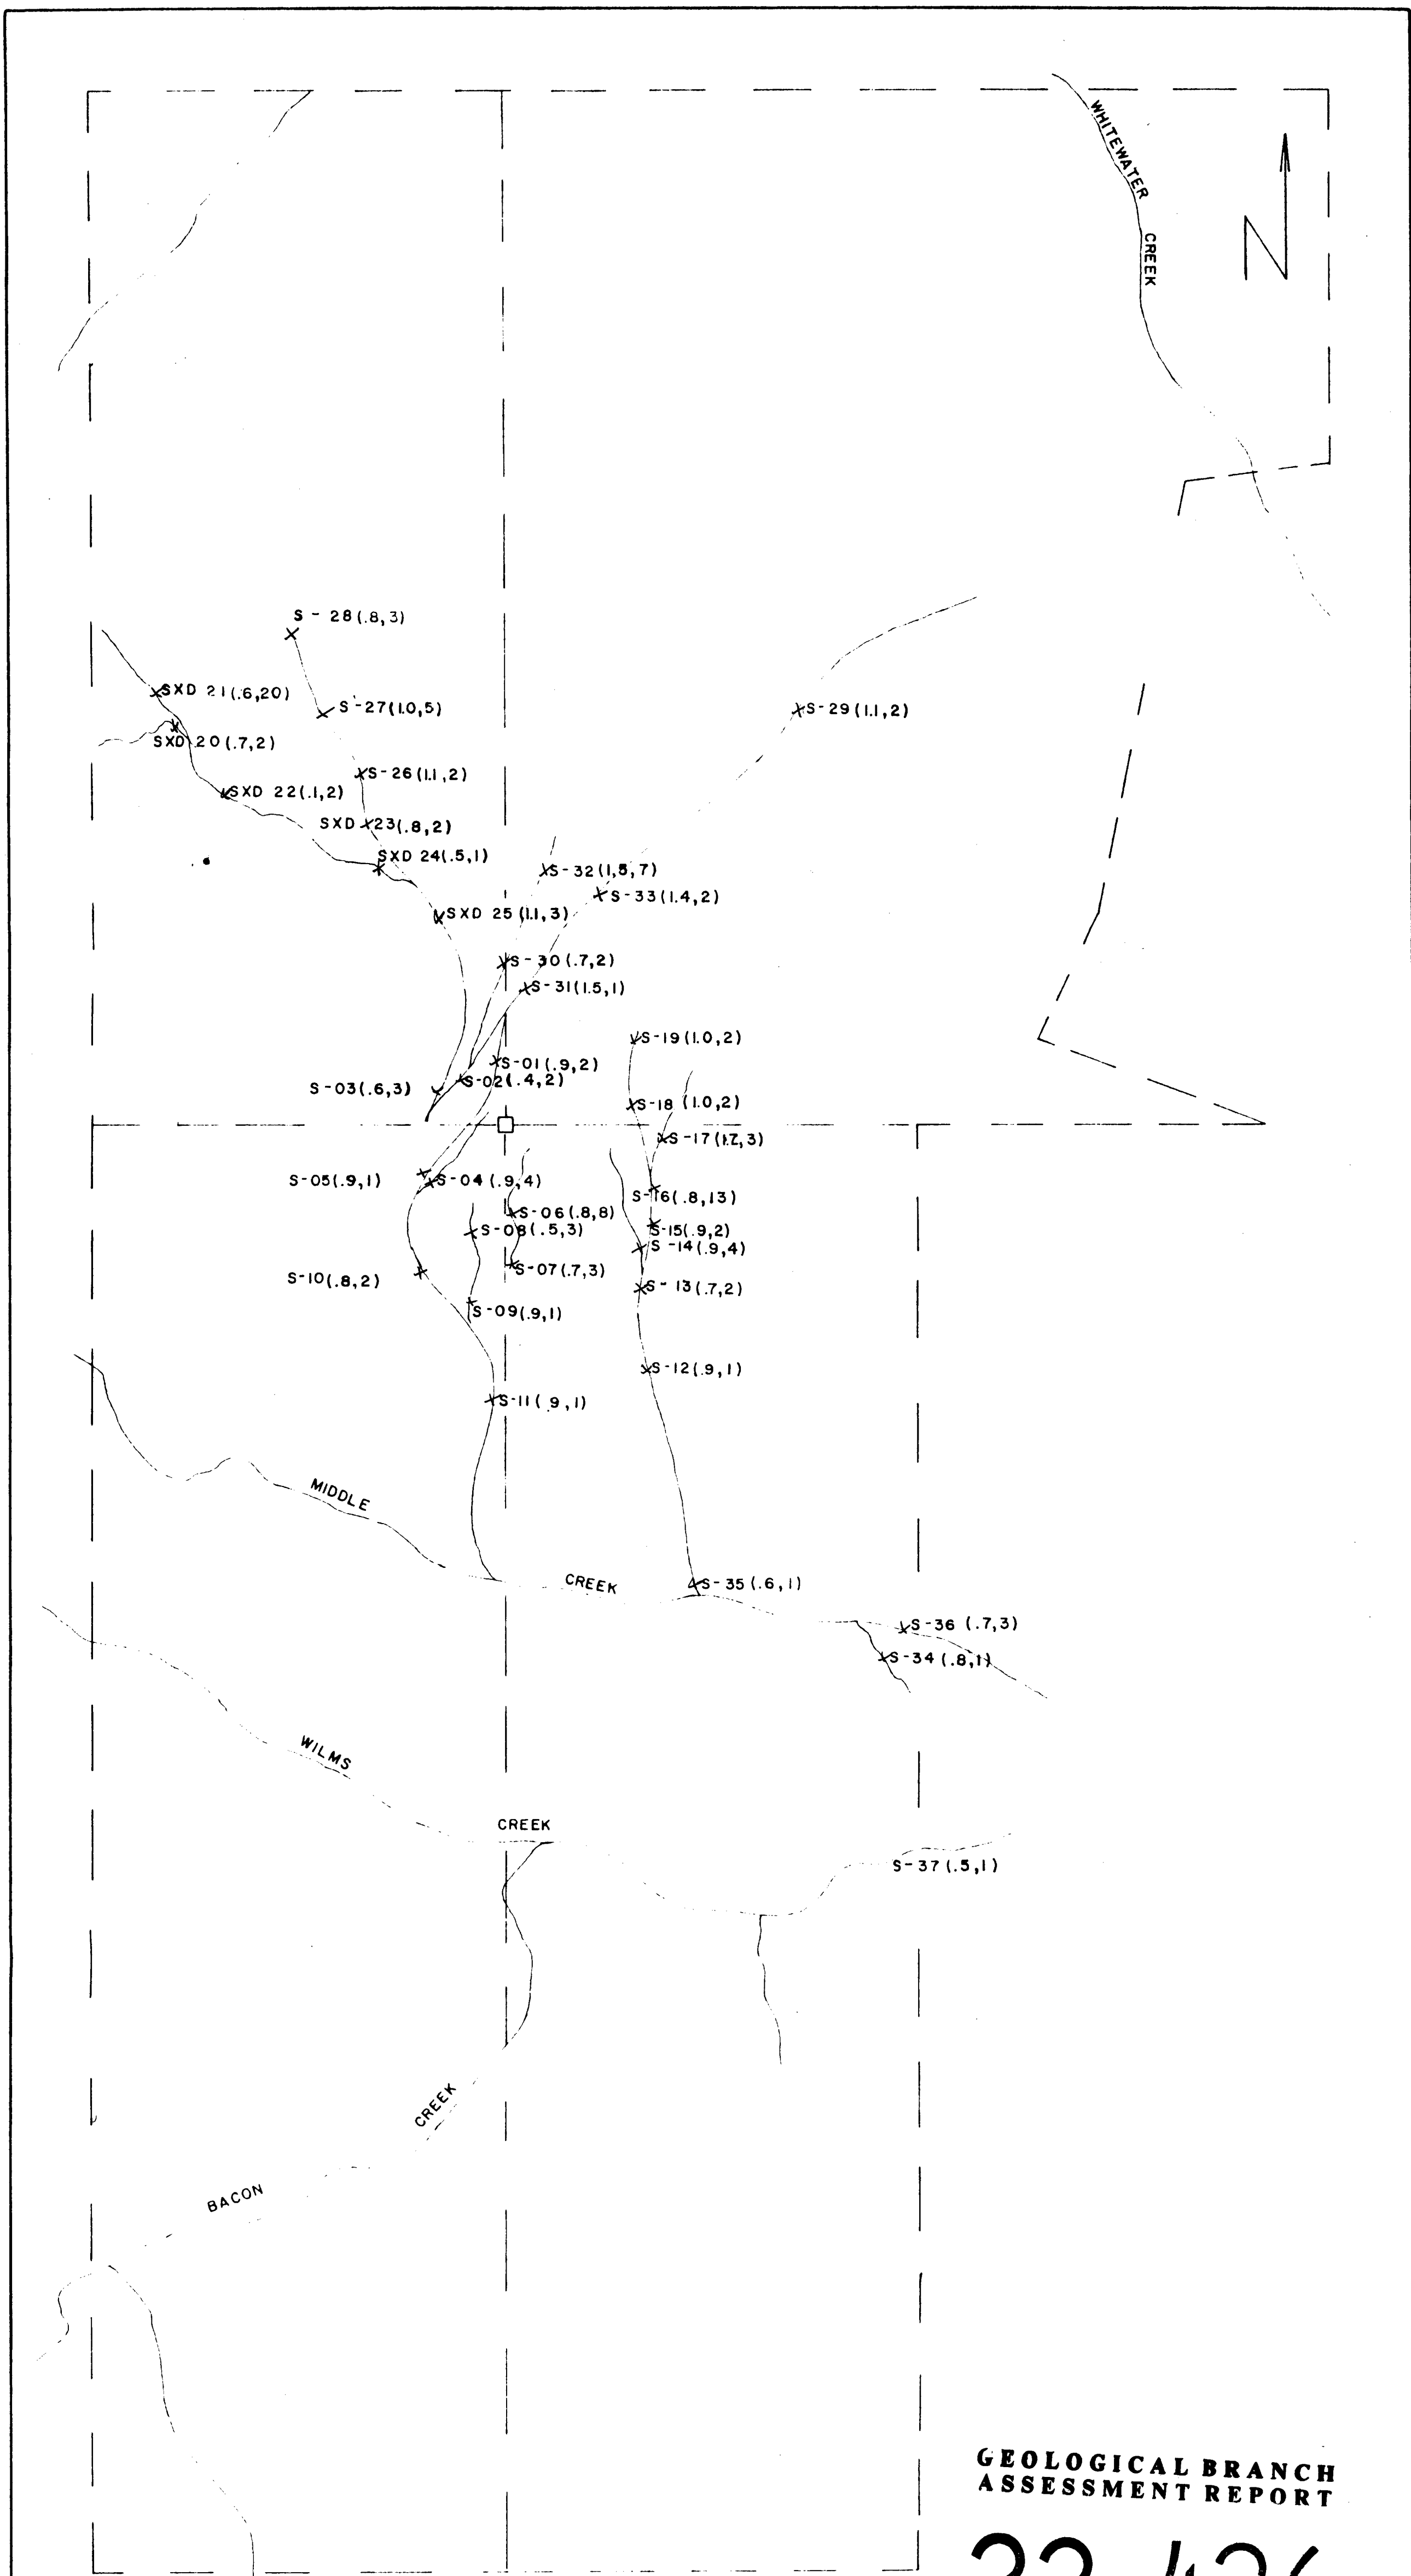 WHITEWATER
CREEK
N
S - 28 (.8, 3)
SXD 21 (.6, 20)
S - 27 (1.0, 5)
S-29 (1.1, 2)
SXD 20 (.7, 2)
S-26 (1.1, 2)
SXD 22 (.1, 2)
SXD 23 (.8, 2)
SXD 24 (.5, 1)
S-32 (1,5, 7)
S-33 (1.4, 2)
SXD 25 (1.1, 3)
S-30 (.7, 2)
S-31 (1.5, 1)
S-19 (1.0, 2)
S-01 (.9, 2)
S-02 (.4, 2)
S-03 (.6, 3)
S-18 (1.0, 2)
S-17 (1.7, 3)
S-05 (.9, 1)
S-04 (.9, 4)
S-16 (.8, 13)
S-06 (.8, 8)
S-08 (.5, 3)
S-15 (.9, 2)
S-14 (.9, 4)
S-07 (.7, 3)
S-10 (.8, 2)
S-13 (.7, 2)
S-09 (.9, 1)
S-12 (.9, 1)
S-11 (.9, 1)
MIDDLE
CREEK
S-35 (.6, 1)
S-36 (.7, 3)
S-34 (.8, 1)
WILMS
CREEK
S-37 (.5, 1)
CREEK
BACON
GEOLOGICAL BRANCH
ASSESSMENT REPORT